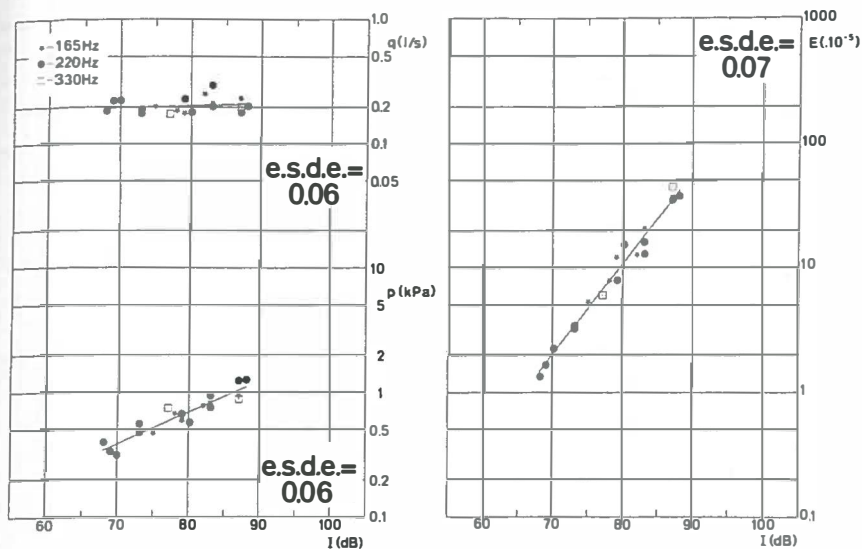 1.0
q(l/s)
-165Hz
-220Hz
-330Hz
0.5
0.2
0.1
0.05
e.s.d.e.=
0.06
10
p(kPa)
5
2
1
0.5
e.s.d.e.=
0.06
0.1
60 70 80 90 100
I(dB)
1000
E(.10⁻⁵)
e.s.d.e.=
0.07
100
10
1
0.1
60 70 80 90 100
I(dB)